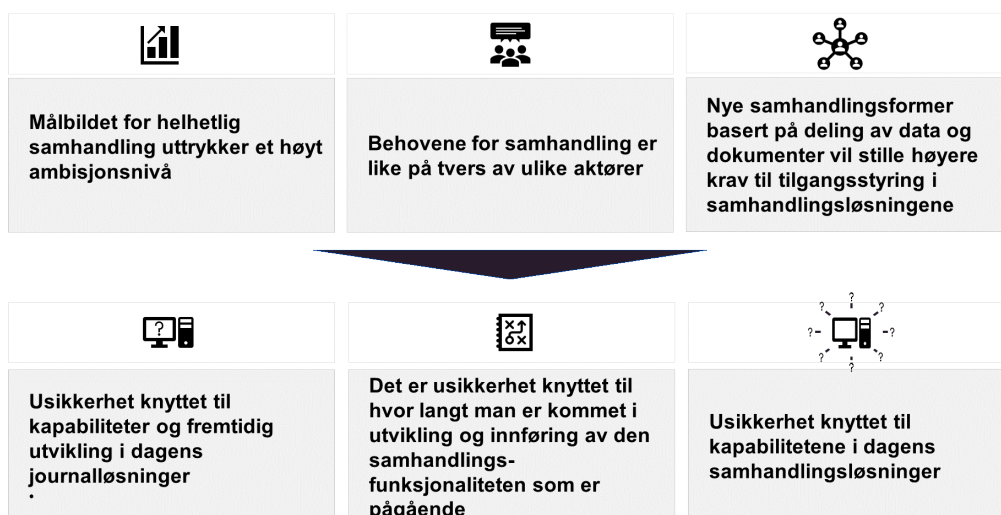 Målbildet for helhetlig
samhandling uttrykker et høyt
ambisjonsnivå
Behovene for samhandling er
like på tvers av ulike aktører
Nye samhandlingsformer
basert på deling av data og
dokumenter vil stille høyere
krav til tilgangsstyring i
samhandlingsløsningene
Usikkerhet knyttet til
kapabiliteter og fremtidig
utvikling i dagens
journalløsninger
•
Det er usikkerhet knyttet til
hvor langt man er kommet i
utvikling og innføring av den
samhandlings-
funksjonaliteten som er
pågående
Usikkerhet knyttet til
kapabilitetene i dagens
samhandlingsløsninger